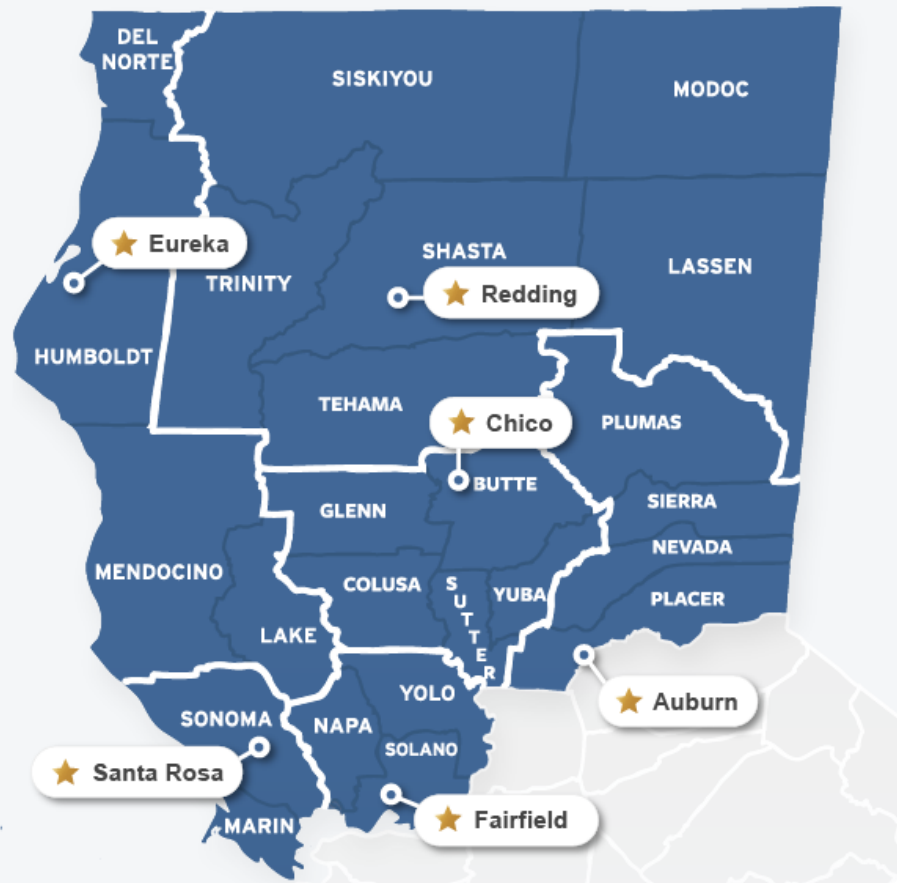 DEL
NORTE
SISKIYOU
MODOC
Eureka
SHASTA
LASSEN
TRINITY
Redding
HUMBOLDT
TEHAMA
Chico
PLUMAS
BUTTE
SIERRA
GLENN
NEVADA
MENDOCINO
COLUSA
SUTTER
YUBA
PLACER
LAKE
YOLO
Auburn
SONOMA
NAPA
SOLANO
Santa Rosa
Fairfield
MARIN